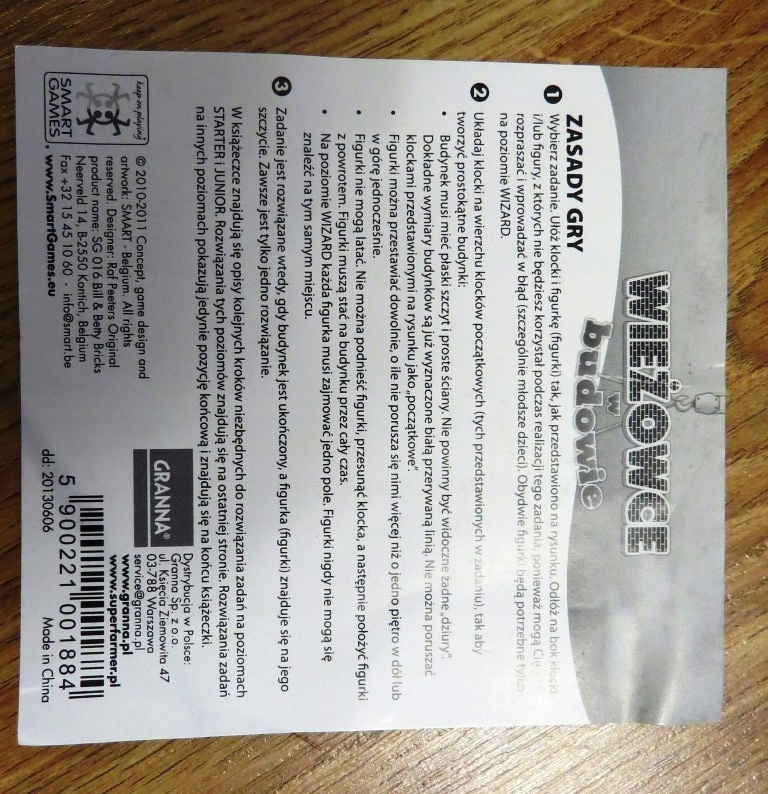 WIEŻOWCE
w
budowie
ZASADY GRY
1 Wybierz zadanie. Ułóż klocki i figurkę (figurki) tak, jak przedstawiono na rysunku. Odłóż na bok klocki
i/lub figury, z których nie będziesz korzystał podczas realizacji tego zadania, ponieważ mogą Cię
rozpraszać i wprowadzać w błąd (szczególnie młodsze dzieci). Obydwie figurki będą potrzebne tylko
na poziomie WIZARD.
2 Układaj klocki na wierzchu klocków początkowych (tych przedstawionych w zadaniu), tak aby
tworzyć prostokątne budynki:
• Budynek musi mieć płaski szczyt i proste ściany. Nie powinny być widoczne żadne „dziury”.
Dokładne wymiary budynków są już wyznaczone białą przerywaną linią. Nie można poruszać
klockami przedstawionymi na rysunku jako „początkowe”.
• Figurki można przestawiać dowolnie, o ile nie porusza się nimi więcej niż o jedno piętro w dół lub
w górę jednocześnie.
• Figurki nie mogą latać. Nie można podnieść figurki, przesunąć klocka, a następnie położyć figurki
z powrotem. Figurki muszą stać na budynku przez cały czas.
• Na poziomie WIZARD każda figurka musi zajmować jedno pole. Figurki nigdy nie mogą się
znaleźć na tym samym miejscu.
3 Zadanie jest rozwiązane wtedy, gdy budynek jest ukończony, a figurka (figurki) znajduje się na jego
szczycie. Zawsze jest tylko jedno rozwiązanie.
W książeczce znajdują się opisy kolejnych kroków niezbędnych do rozwiązania zadań na poziomach
STARTER i JUNIOR. Rozwiązania tych poziomów znajdują się na ostatniej stronie. Rozwiązania zadań
na innych poziomach pokazują jedynie pozycję końcową i znajdują się na końcu książeczki.
keep on playing!
SMART
GAMES®
© 2010-2011 Concept, game design and
artwork: SMART - Belgium. All rights
reserved. Designer: Raf Peeters Original
product name: SG 016 Bill & Betty Bricks
Neerveld 14, B-2550 Kontich, Belgium
Fax +32 15 45 10 60 · info@smart.be
www.SmartGames.eu
GRANNA®
Dystrybucja w Polsce:
Granna Sp. z o.o.
ul. Księcia Ziemowita 47
03-788 Warszawa
service@granna.pl
www.granna.pl
www.superfarmer.pl
5 900221 001884
dd: 20130606
Made in China